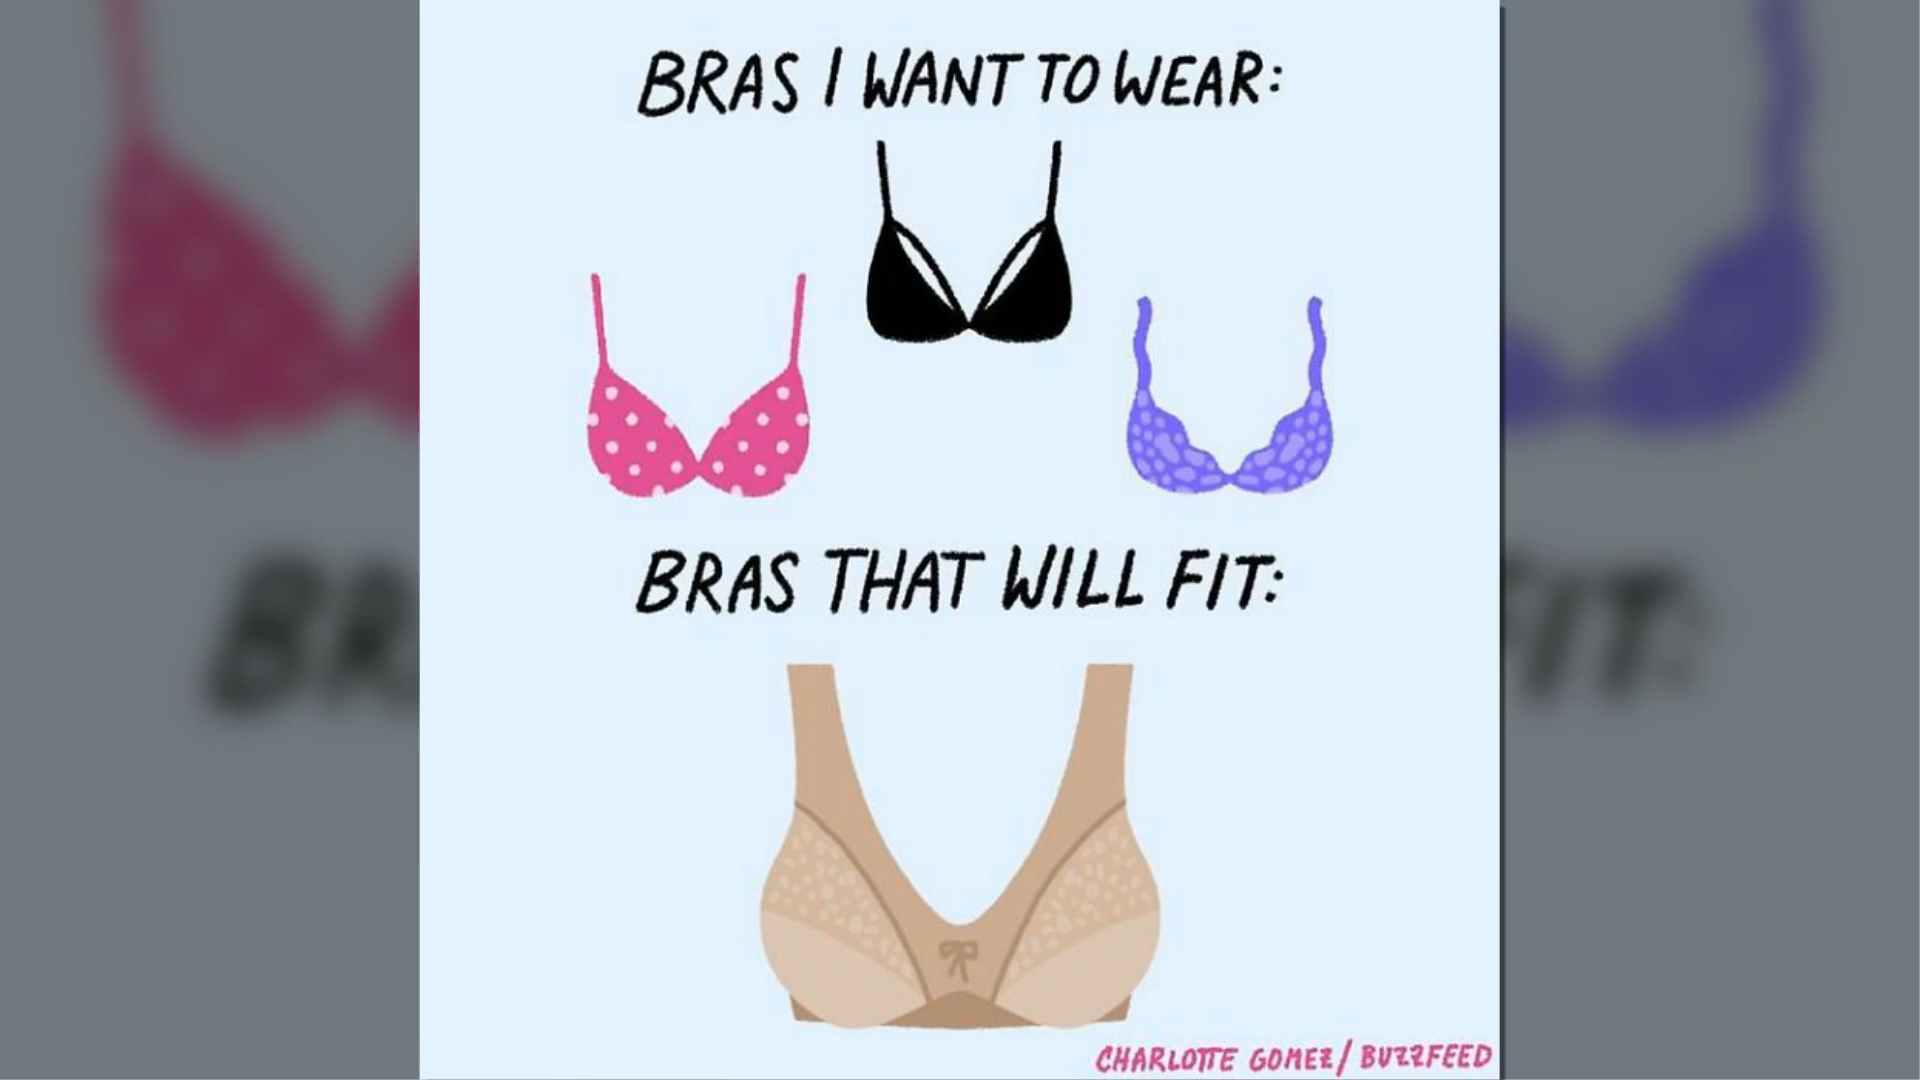 BRAS I WANT TO WEAR:
BRAS THAT WILL FIT:
CHARLOTTE GOMEZ/ BUZZFEED